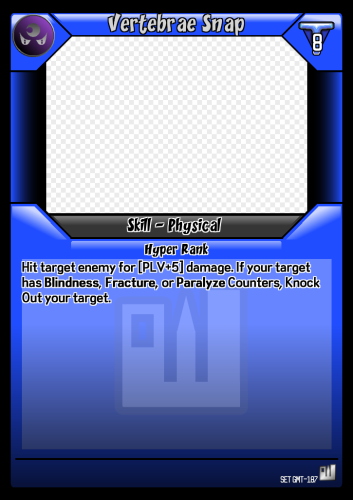 Vertebrae Snap
8
Skill - Physical
Hyper Rank
Hit target enemy for [PLV+5] damage. If your target
has Blindness, Fracture, or Paralyze Counters, Knock
Out your target.
SET GMT-187